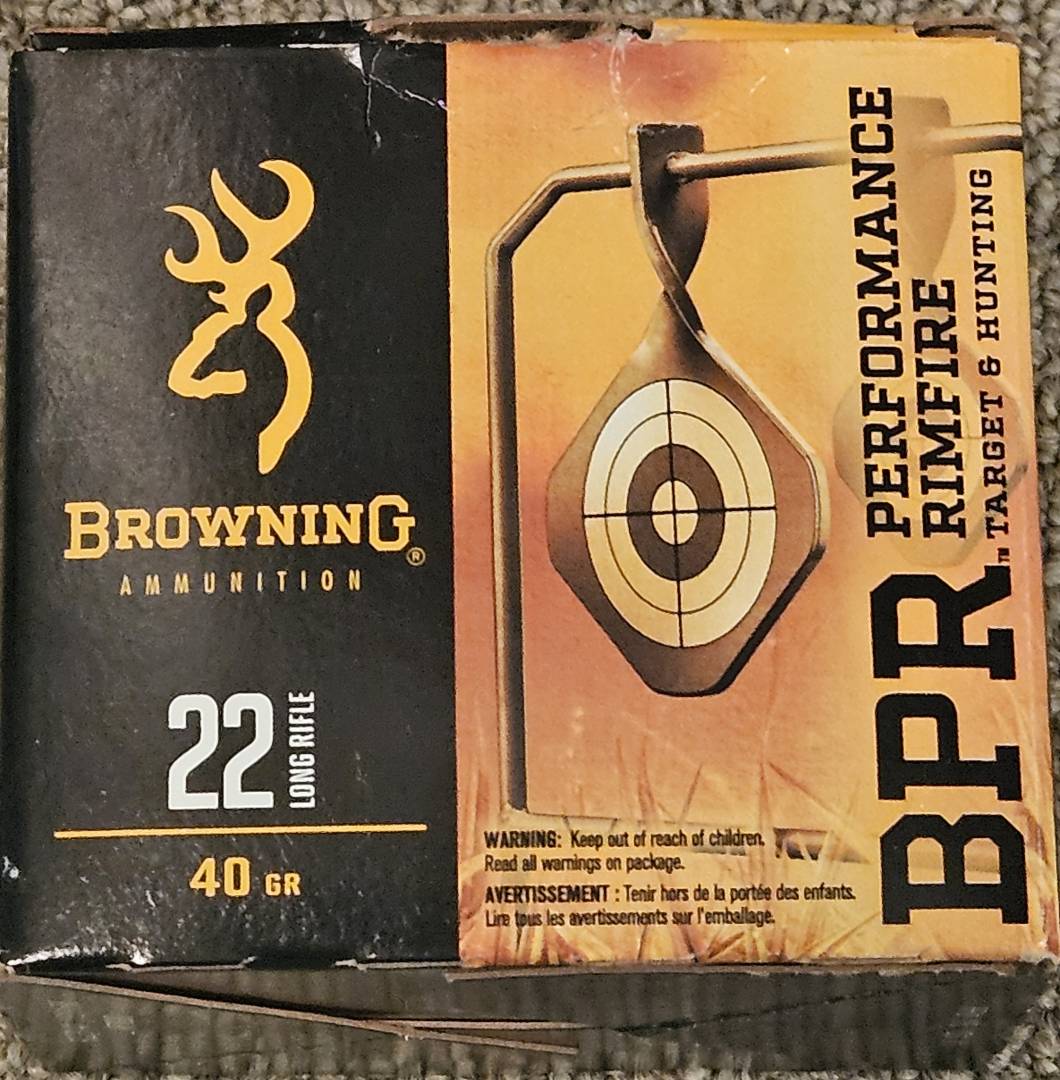 BROWNING®
AMMUNITION
22
LONG RIFLE
40 GR
PERFORMANCE
RIMFIRE
TARGET & HUNTING
BPR™
WARNING: Keep out of reach of children.
Read all warnings on package.
AVERTISSEMENT : Tenir hors de la portée des enfants.
Lire tous les avertissements sur l'emballage.